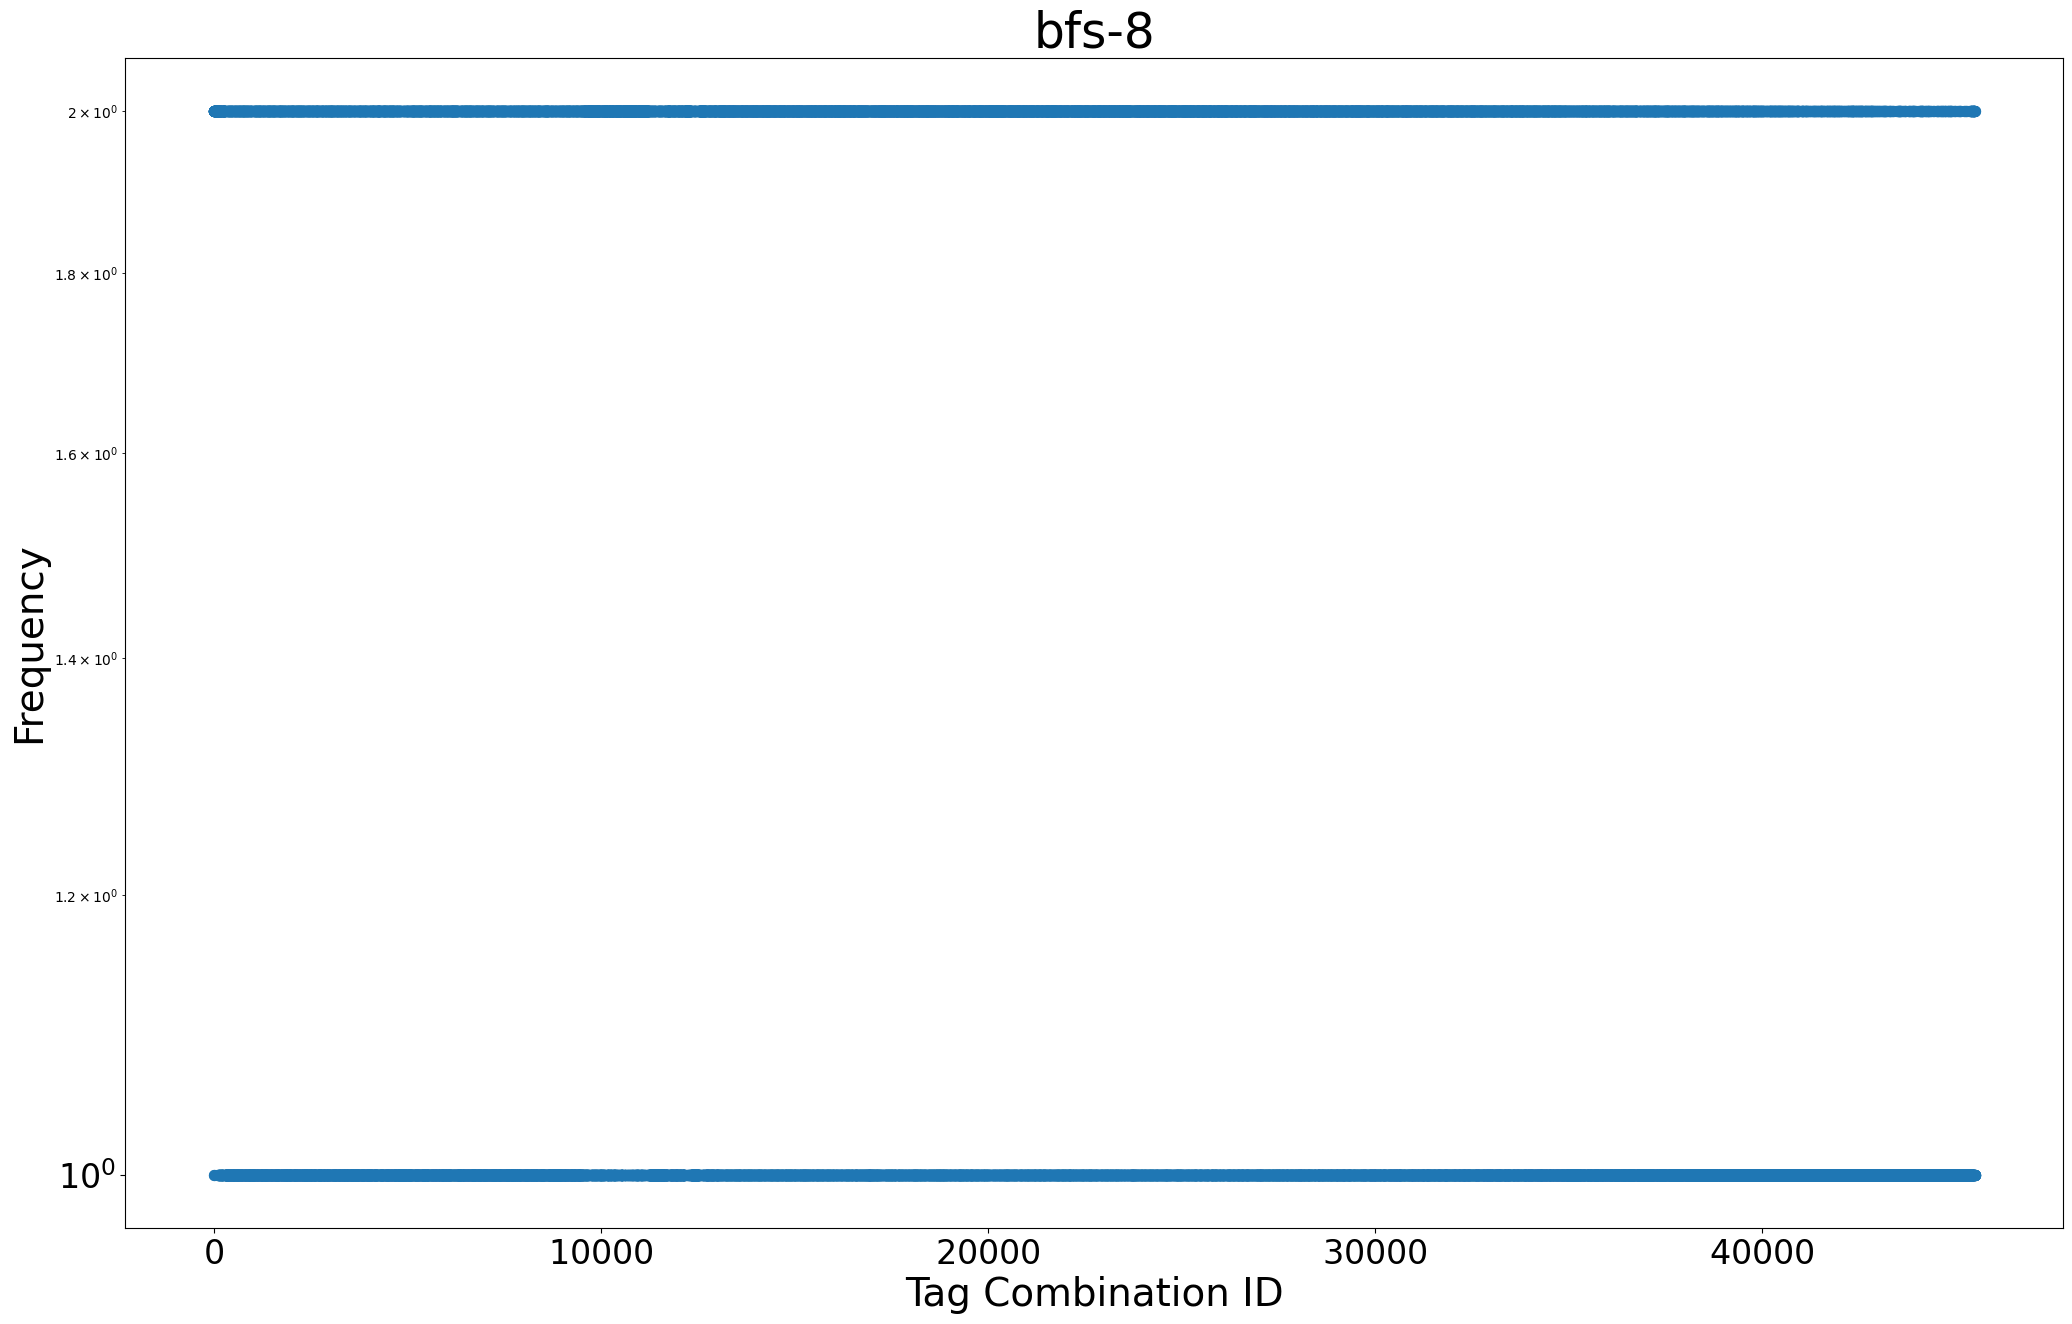 bfs-8
2 × 10⁰
1.8 × 10⁰
1.6 × 10⁰
1.4 × 10⁰
1.2 × 10⁰
10⁰
Frequency
0 10000 20000 30000 40000
Tag Combination ID